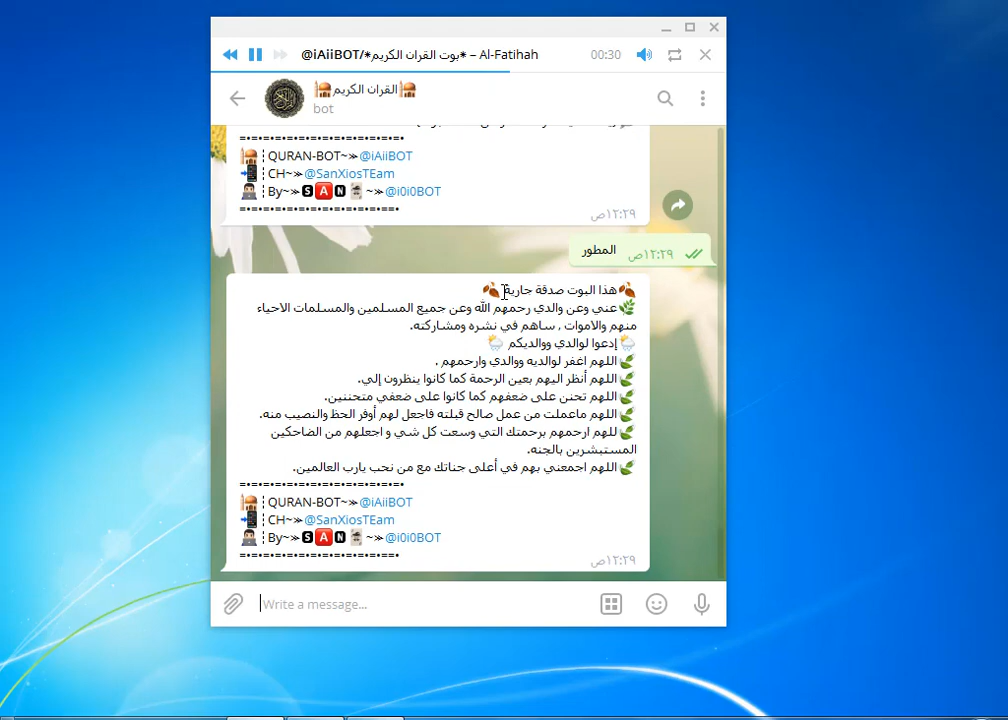 @iAiiBOT/*بوت القران الكريم* – Al-Fatihah
00:30
🕌القران الكريم🕌
bot
=•=•=•=•=•=•=•=•=•=•=•=•=•=•=
🕌┇QURAN-BOT~≫ @iAiiBOT
📲┇CH~≫ @SanXiosTEam
👨🏻‍💻┇By~≫🆂🅰🅽🃏 ~≫ @i0i0BOT
=•=•=•=•=•=•=•=•=•=•=•=•=•==
١٢:٢٩ص
المطور
١٢:٢٩ص
🍂هذا البوت صدقة جارية🍂
🌿عني وعن والدي رحمهم الله وعن جميع المسلمين والمسلمات الاحياء
منهم والاموات , ساهم في نشره ومشاركته.
🌦إدعوا لوالدي ووالديكم 🌦
🍃اللهم اغفر لوالديه ووالدي وارحمهم .
🍃اللهم أنظر اليهم بعين الرحمة كما كانوا ينظرون إلي.
🍃اللهم تحنن على ضعفهم كما كانوا على ضعفي متحننين.
🍃اللهم ماعملت من عمل صالح قبلته فاجعل لهم أوفر الحظ والنصيب منه.
🍃للهم ارحمهم برحمتك التي وسعت كل شي و اجعلهم من الضاحكين
المستبشرين بالجنه.
🍃اللهم اجمعني بهم في أعلى جناتك مع من نحب يارب العالمين.
=•=•=•=•=•=•=•=•=•=•=•=•=•=•=
🕌┇QURAN-BOT~≫ @iAiiBOT
📲┇CH~≫ @SanXiosTEam
👨🏻‍💻┇By~≫🆂🅰🅽🃏 ~≫ @i0i0BOT
=•=•=•=•=•=•=•=•=•=•=•=•=•==
١٢:٢٩ص
Write a message...